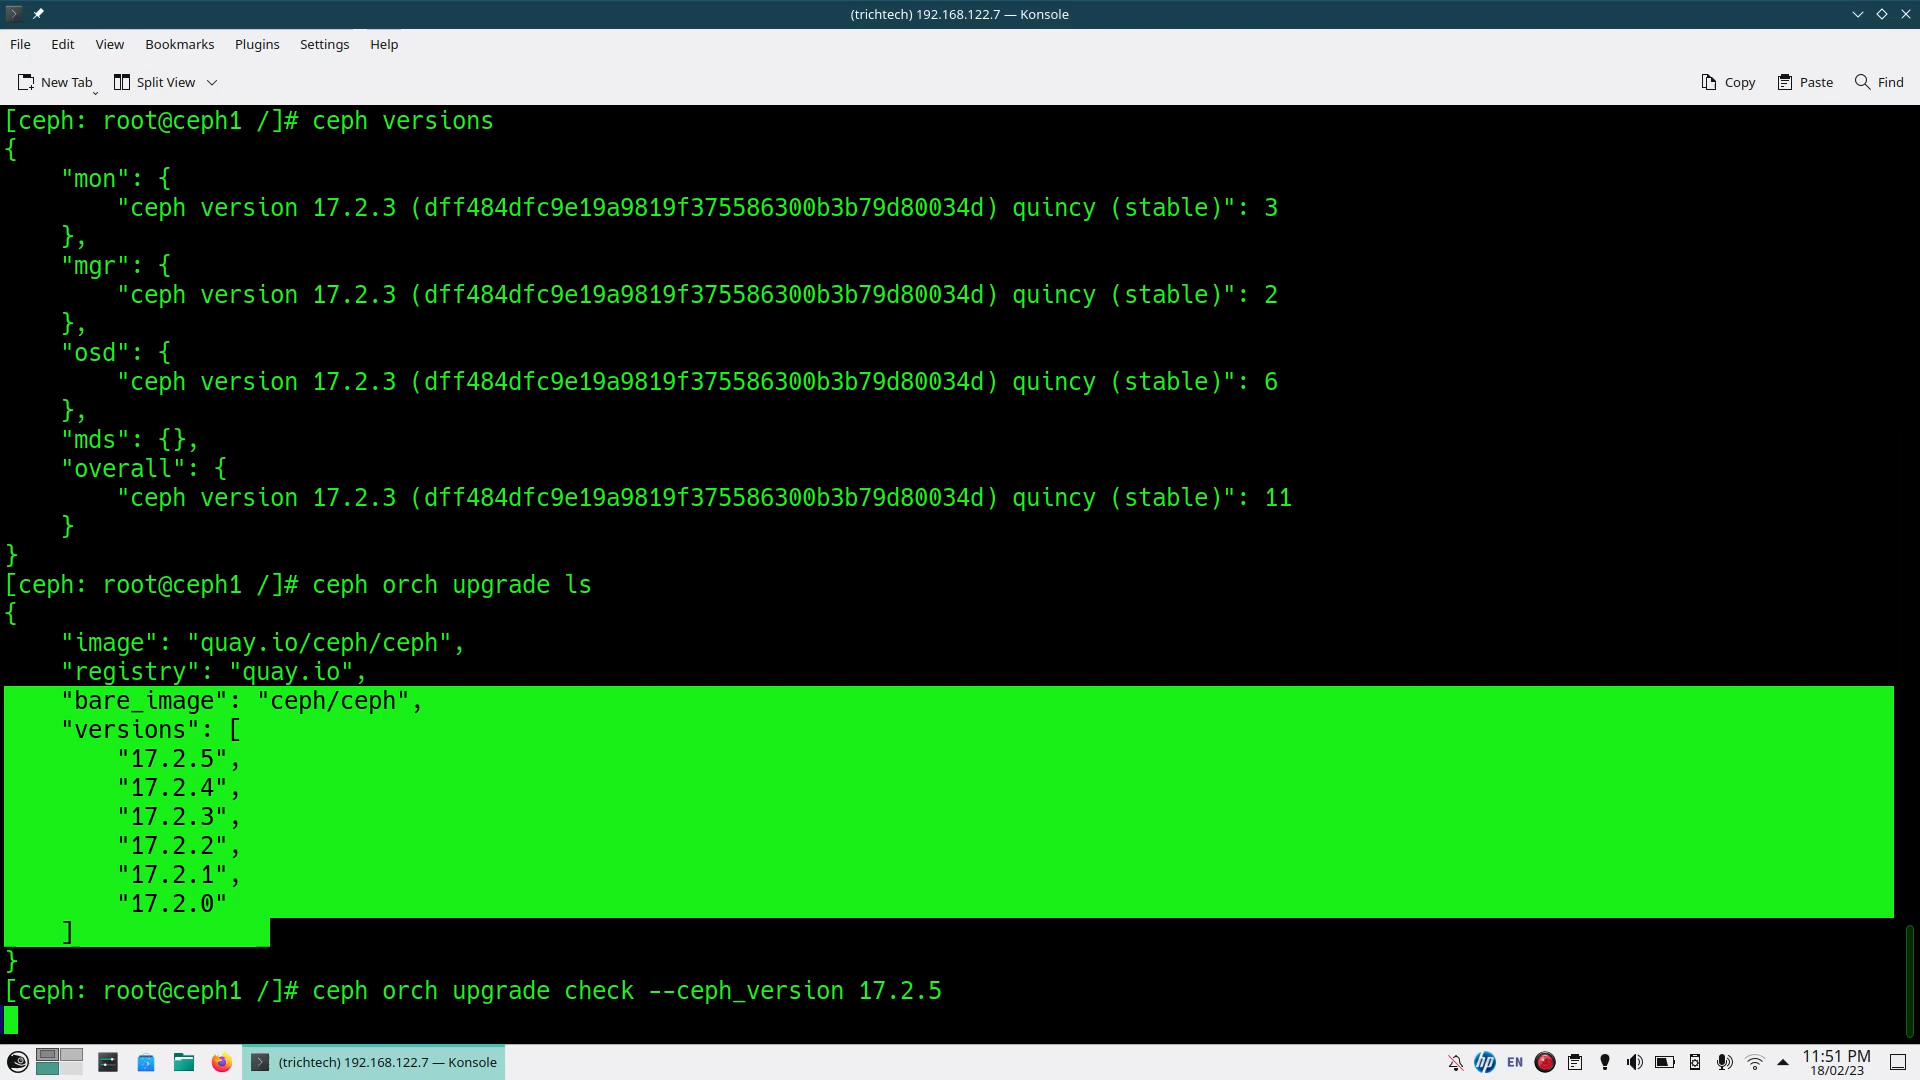 (trichtech) 192.168.122.7 — Konsole
File Edit View Bookmarks Plugins Settings Help
New Tab Split View Copy Paste Find
[ceph: root@ceph1 /]# ceph versions
{
    "mon": {
        "ceph version 17.2.3 (dff484dfc9e19a9819f375586300b3b79d80034d) quincy (stable)": 3
    },
    "mgr": {
        "ceph version 17.2.3 (dff484dfc9e19a9819f375586300b3b79d80034d) quincy (stable)": 2
    },
    "osd": {
        "ceph version 17.2.3 (dff484dfc9e19a9819f375586300b3b79d80034d) quincy (stable)": 6
    },
    "mds": {},
    "overall": {
        "ceph version 17.2.3 (dff484dfc9e19a9819f375586300b3b79d80034d) quincy (stable)": 11
    }
}
[ceph: root@ceph1 /]# ceph orch upgrade ls
{
    "image": "quay.io/ceph/ceph",
    "registry": "quay.io",
    "bare_image": "ceph/ceph",
    "versions": [
        "17.2.5",
        "17.2.4",
        "17.2.3",
        "17.2.2",
        "17.2.1",
        "17.2.0"
    ]
}
[ceph: root@ceph1 /]# ceph orch upgrade check --ceph_version 17.2.5
(trichtech) 192.168.122.7 — Konsole hp EN 11:51 PM
18/02/23